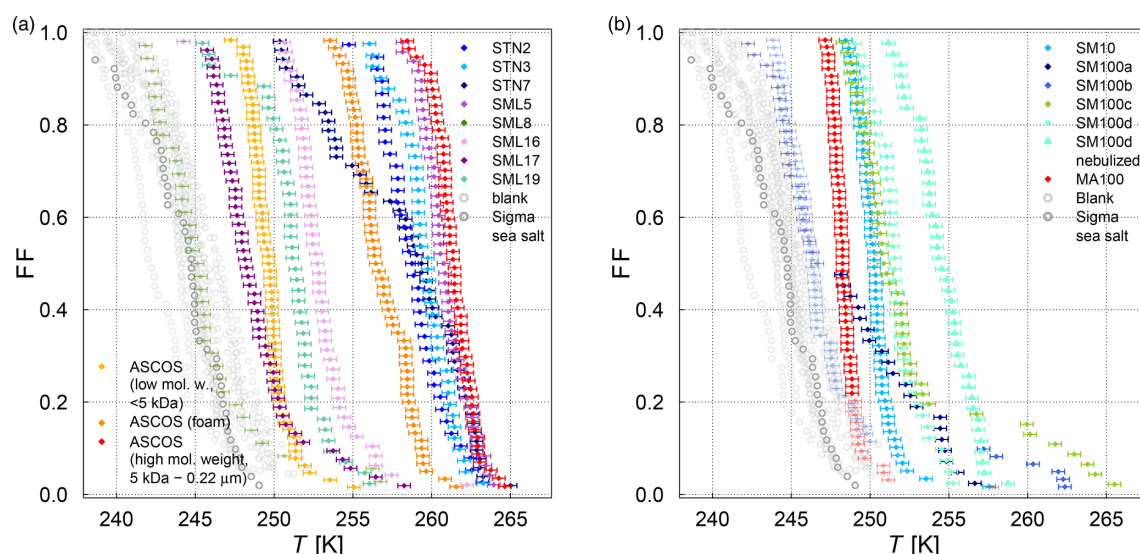 (a)
1.0
0.8
0.6
0.4
0.2
0.0
FF
240
245
250
255
260
265
T [K]
STN2
STN3
STN7
SML5
SML8
SML16
SML17
SML19
blank
Sigma
sea salt
ASCOS
(low mol. w.,
<5 kDa)
ASCOS (foam)
ASCOS
(high mol. weight,
5 kDa − 0.22 μm)
(b)
1.0
0.8
0.6
0.4
0.2
0.0
FF
240
245
250
255
260
265
T [K]
SM10
SM100a
SM100b
SM100c
SM100d
SM100d
nebulized
MA100
Blank
Sigma
sea salt